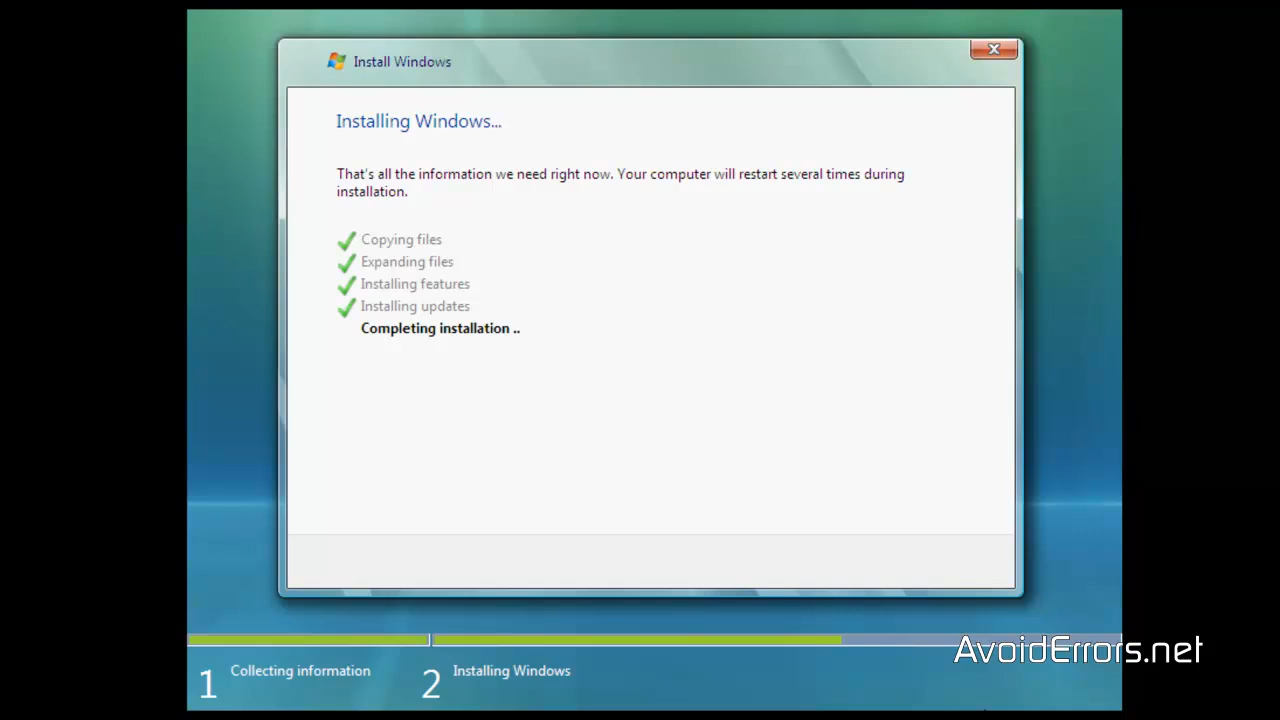 Install Windows
Installing Windows...
That's all the information we need right now. Your computer will restart several times during
installation.
Copying files
Expanding files
Installing features
Installing updates
Completing installation ..
AvoidErrors.net
1 Collecting information
2 Installing Windows